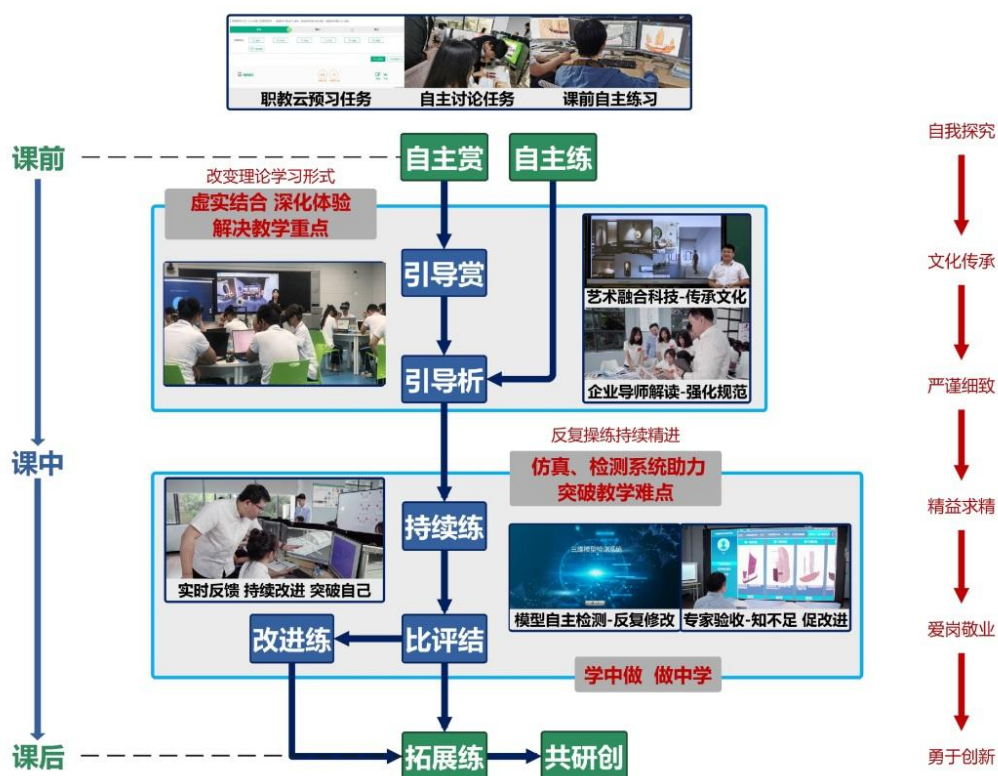 职教云预习任务
自主讨论任务
课前自主练习
课前
自主赏
自主练
自我探究
改变理论学习形式
虚实结合 深化体验
解决教学重点
引导赏
艺术融合科技-传承文化
文化传承
引导析
企业导师解读-强化规范
严谨细致
反复操练持续精进
课中
仿真、检测系统助力
突破教学难点
持续练
精益求精
三维模型检测系统
实时反馈 持续改进 突破自己
模型自主检测-反复修改
专家验收-知不足 促改进
改进练
比评结
爱岗敬业
学中做 做中学
课后
拓展练
共研创
勇于创新